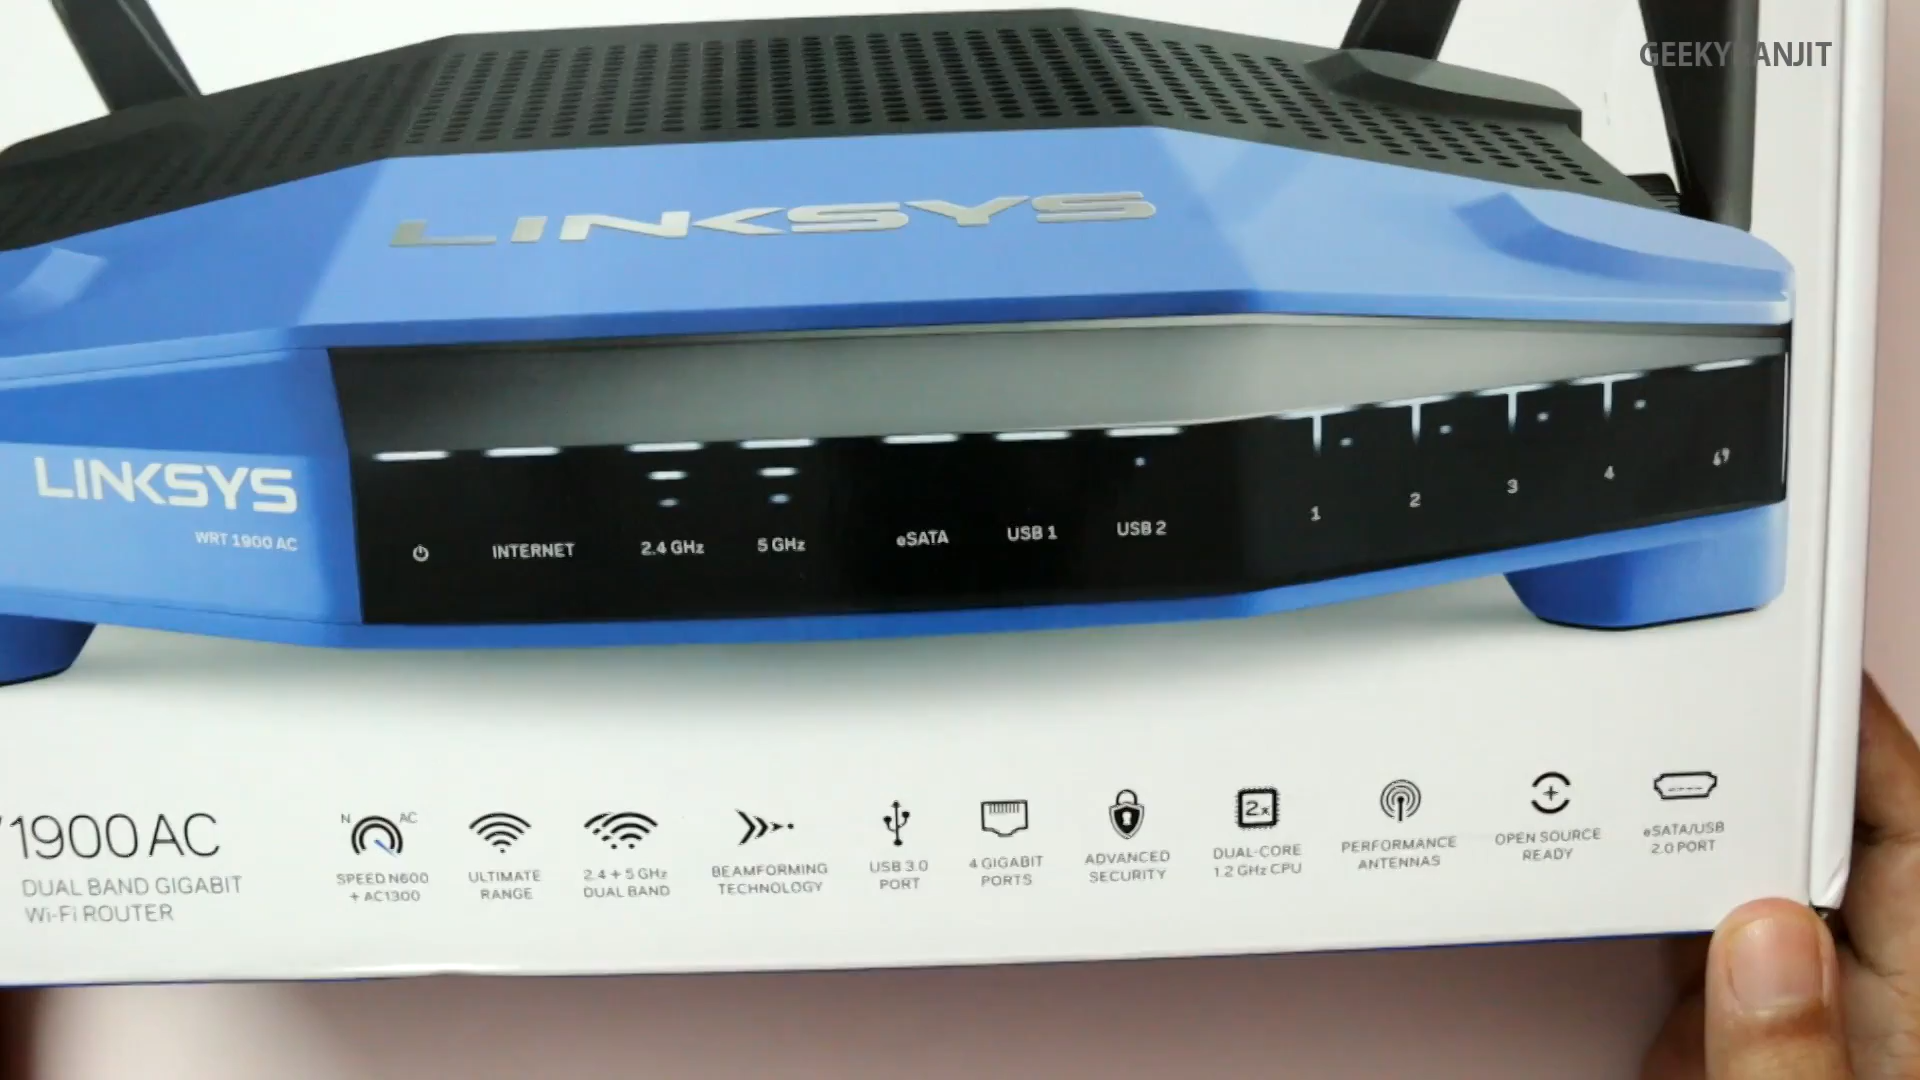 GEEKYRANJIT
LINKSYS
LINKSYS
WRT 1900 AC
INTERNET
2.4 GHz
5 GHz
eSATA
USB 1
USB 2
1
2
3
4
1900 AC
DUAL BAND GIGABIT
Wi-Fi ROUTER
N AC
SPEED N600
+ AC1300
ULTIMATE
RANGE
2.4 + 5 GHz
DUAL BAND
BEAMFORMING
TECHNOLOGY
USB 3.0
PORT
4 GIGABIT
PORTS
ADVANCED
SECURITY
2x
DUAL-CORE
1.2 GHz CPU
PERFORMANCE
ANTENNAS
OPEN SOURCE
READY
eSATA/USB
2.0 PORT